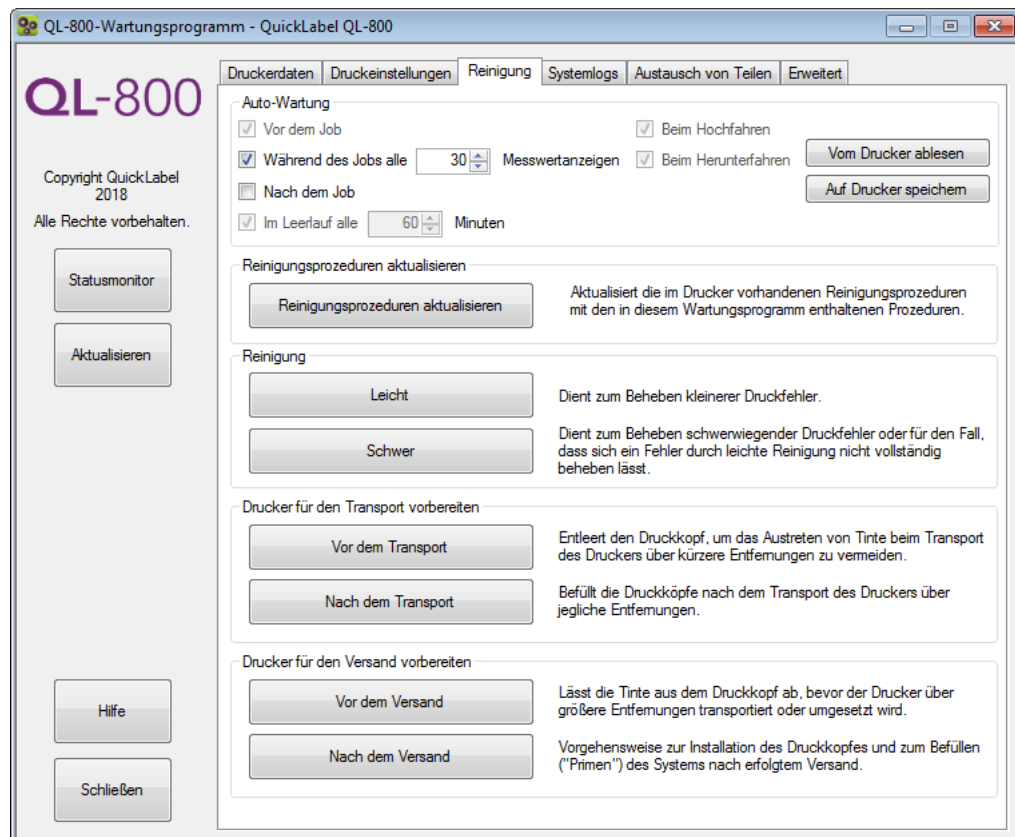 QL-800-Wartungsprogramm - QuickLabel QL-800
QL-800
Copyright QuickLabel
2018
Alle Rechte vorbehalten.
Statusmonitor
Aktualisieren
Hilfe
Schließen
Druckerdaten
Druckeinstellungen
Reinigung
Systemlogs
Austausch von Teilen
Erweitert
Auto-Wartung
Vor dem Job
Beim Hochfahren
Während des Jobs alle 30 Messwertanzeigen
Beim Herunterfahren
Vom Drucker ablesen
Nach dem Job
Auf Drucker speichern
Im Leerlauf alle 60 Minuten
Reinigungsprozeduren aktualisieren
Reinigungsprozeduren aktualisieren
Aktualisiert die im Drucker vorhandenen Reinigungsprozeduren
mit den in diesem Wartungsprogramm enthaltenen Prozeduren.
Reinigung
Leicht
Dient zum Beheben kleinerer Druckfehler.
Schwer
Dient zum Beheben schwerwiegender Druckfehler oder für den Fall,
dass sich ein Fehler durch leichte Reinigung nicht vollständig
beheben lässt.
Drucker für den Transport vorbereiten
Vor dem Transport
Entleert den Druckkopf, um das Austreten von Tinte beim Transport
des Druckers über kürzere Entfernungen zu vermeiden.
Nach dem Transport
Befüllt die Druckköpfe nach dem Transport des Druckers über
jegliche Entfernungen.
Drucker für den Versand vorbereiten
Vor dem Versand
Lässt die Tinte aus dem Druckkopf ab, bevor der Drucker über
größere Entfernungen transportiert oder umgesetzt wird.
Nach dem Versand
Vorgehensweise zur Installation des Druckkopfes und zum Befüllen
("Primen") des Systems nach erfolgtem Versand.